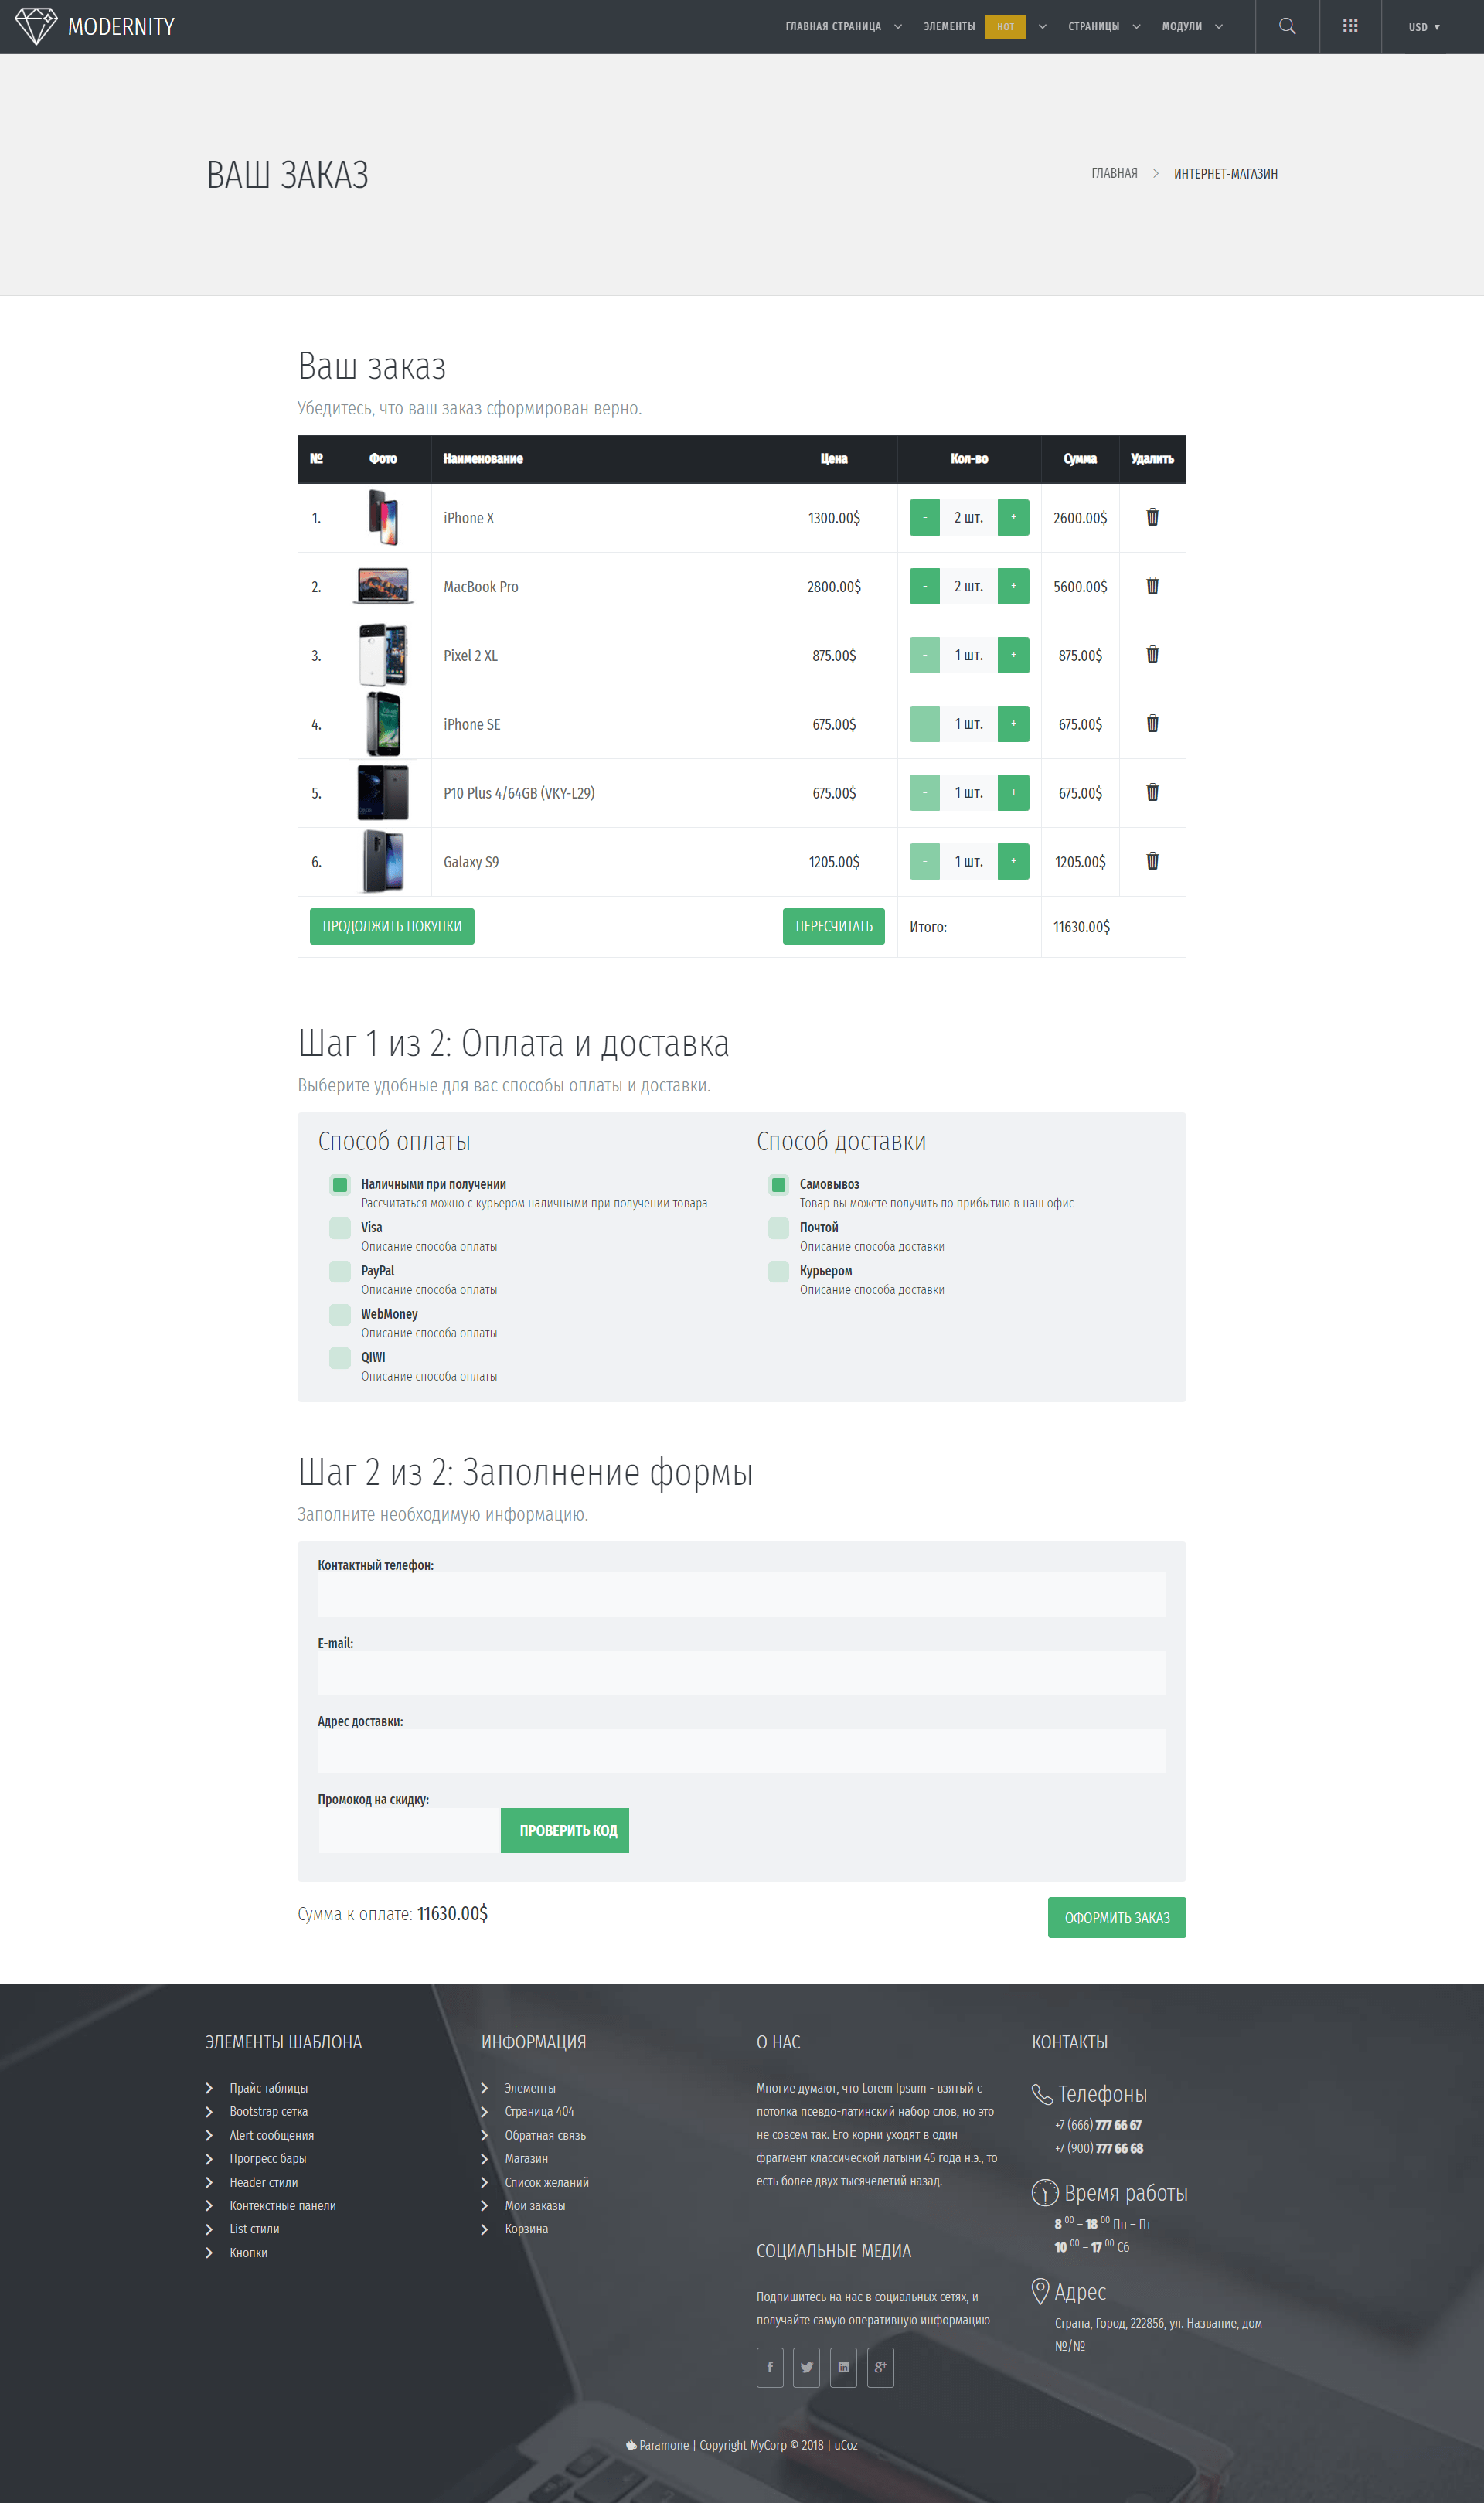 MODERNITY
ГЛАВНАЯ СТРАНИЦА ЭЛЕМЕНТЫ HOT СТРАНИЦЫ МОДУЛИ USD
ВАШ ЗАКАЗ
ГЛАВНАЯ ИНТЕРНЕТ-МАГАЗИН
Ваш заказ
Убедитесь, что ваш заказ сформирован верно.
№ Фото Наименование Цена Кол-во Сумма Удалить
1. iPhone X 1300.00$ - 2 шт. + 2600.00$
2. MacBook Pro 2800.00$ - 2 шт. + 5600.00$
3. Pixel 2 XL 875.00$ - 1 шт. + 875.00$
4. iPhone SE 675.00$ - 1 шт. + 675.00$
5. P10 Plus 4/64GB (VKY-L29) 675.00$ - 1 шт. + 675.00$
6. Galaxy S9 1205.00$ - 1 шт. + 1205.00$
ПРОДОЛЖИТЬ ПОКУПКИ ПЕРЕСЧИТАТЬ Итого: 11630.00$
Шаг 1 из 2: Оплата и доставка
Выберите удобные для вас способы оплаты и доставки.
Способ оплаты
Наличными при получении
Рассчитаться можно с курьером наличными при получении товара
Visa
Описание способа оплаты
PayPal
Описание способа оплаты
WebMoney
Описание способа оплаты
QIWI
Описание способа оплаты
Способ доставки
Самовывоз
Товар вы можете получить по прибытию в наш офис
Почтой
Описание способа доставки
Курьером
Описание способа доставки
Шаг 2 из 2: Заполнение формы
Заполните необходимую информацию.
Контактный телефон:
E-mail:
Адрес доставки:
Промокод на скидку:
ПРОВЕРИТЬ КОД
Сумма к оплате: 11630.00$
ОФОРМИТЬ ЗАКАЗ
ЭЛЕМЕНТЫ ШАБЛОНА
Прайс таблицы
Bootstrap сетка
Alert сообщения
Прогресс бары
Header стили
Контекстные панели
List стили
Кнопки
ИНФОРМАЦИЯ
Элементы
Страница 404
Обратная связь
Магазин
Список желаний
Мои заказы
Корзина
О НАС
Многие думают, что Lorem Ipsum - взятый с
потолка псевдо-латинский набор слов, но это
не совсем так. Его корни уходят в один
фрагмент классической латыни 45 года н.э., то
есть более двух тысячелетий назад.
СОЦИАЛЬНЫЕ МЕДИА
Подпишитесь на нас в социальных сетях, и
получайте самую оперативную информацию
КОНТАКТЫ
Телефоны
+7 (666) 777 66 67
+7 (900) 777 66 68
Время работы
8 00 – 18 00 Пн – Пт
10 00 – 17 00 Сб
Адрес
Страна, Город, 222856, ул. Название, дом
№/№
Paramone | Copyright MyCorp © 2018 | uCoz